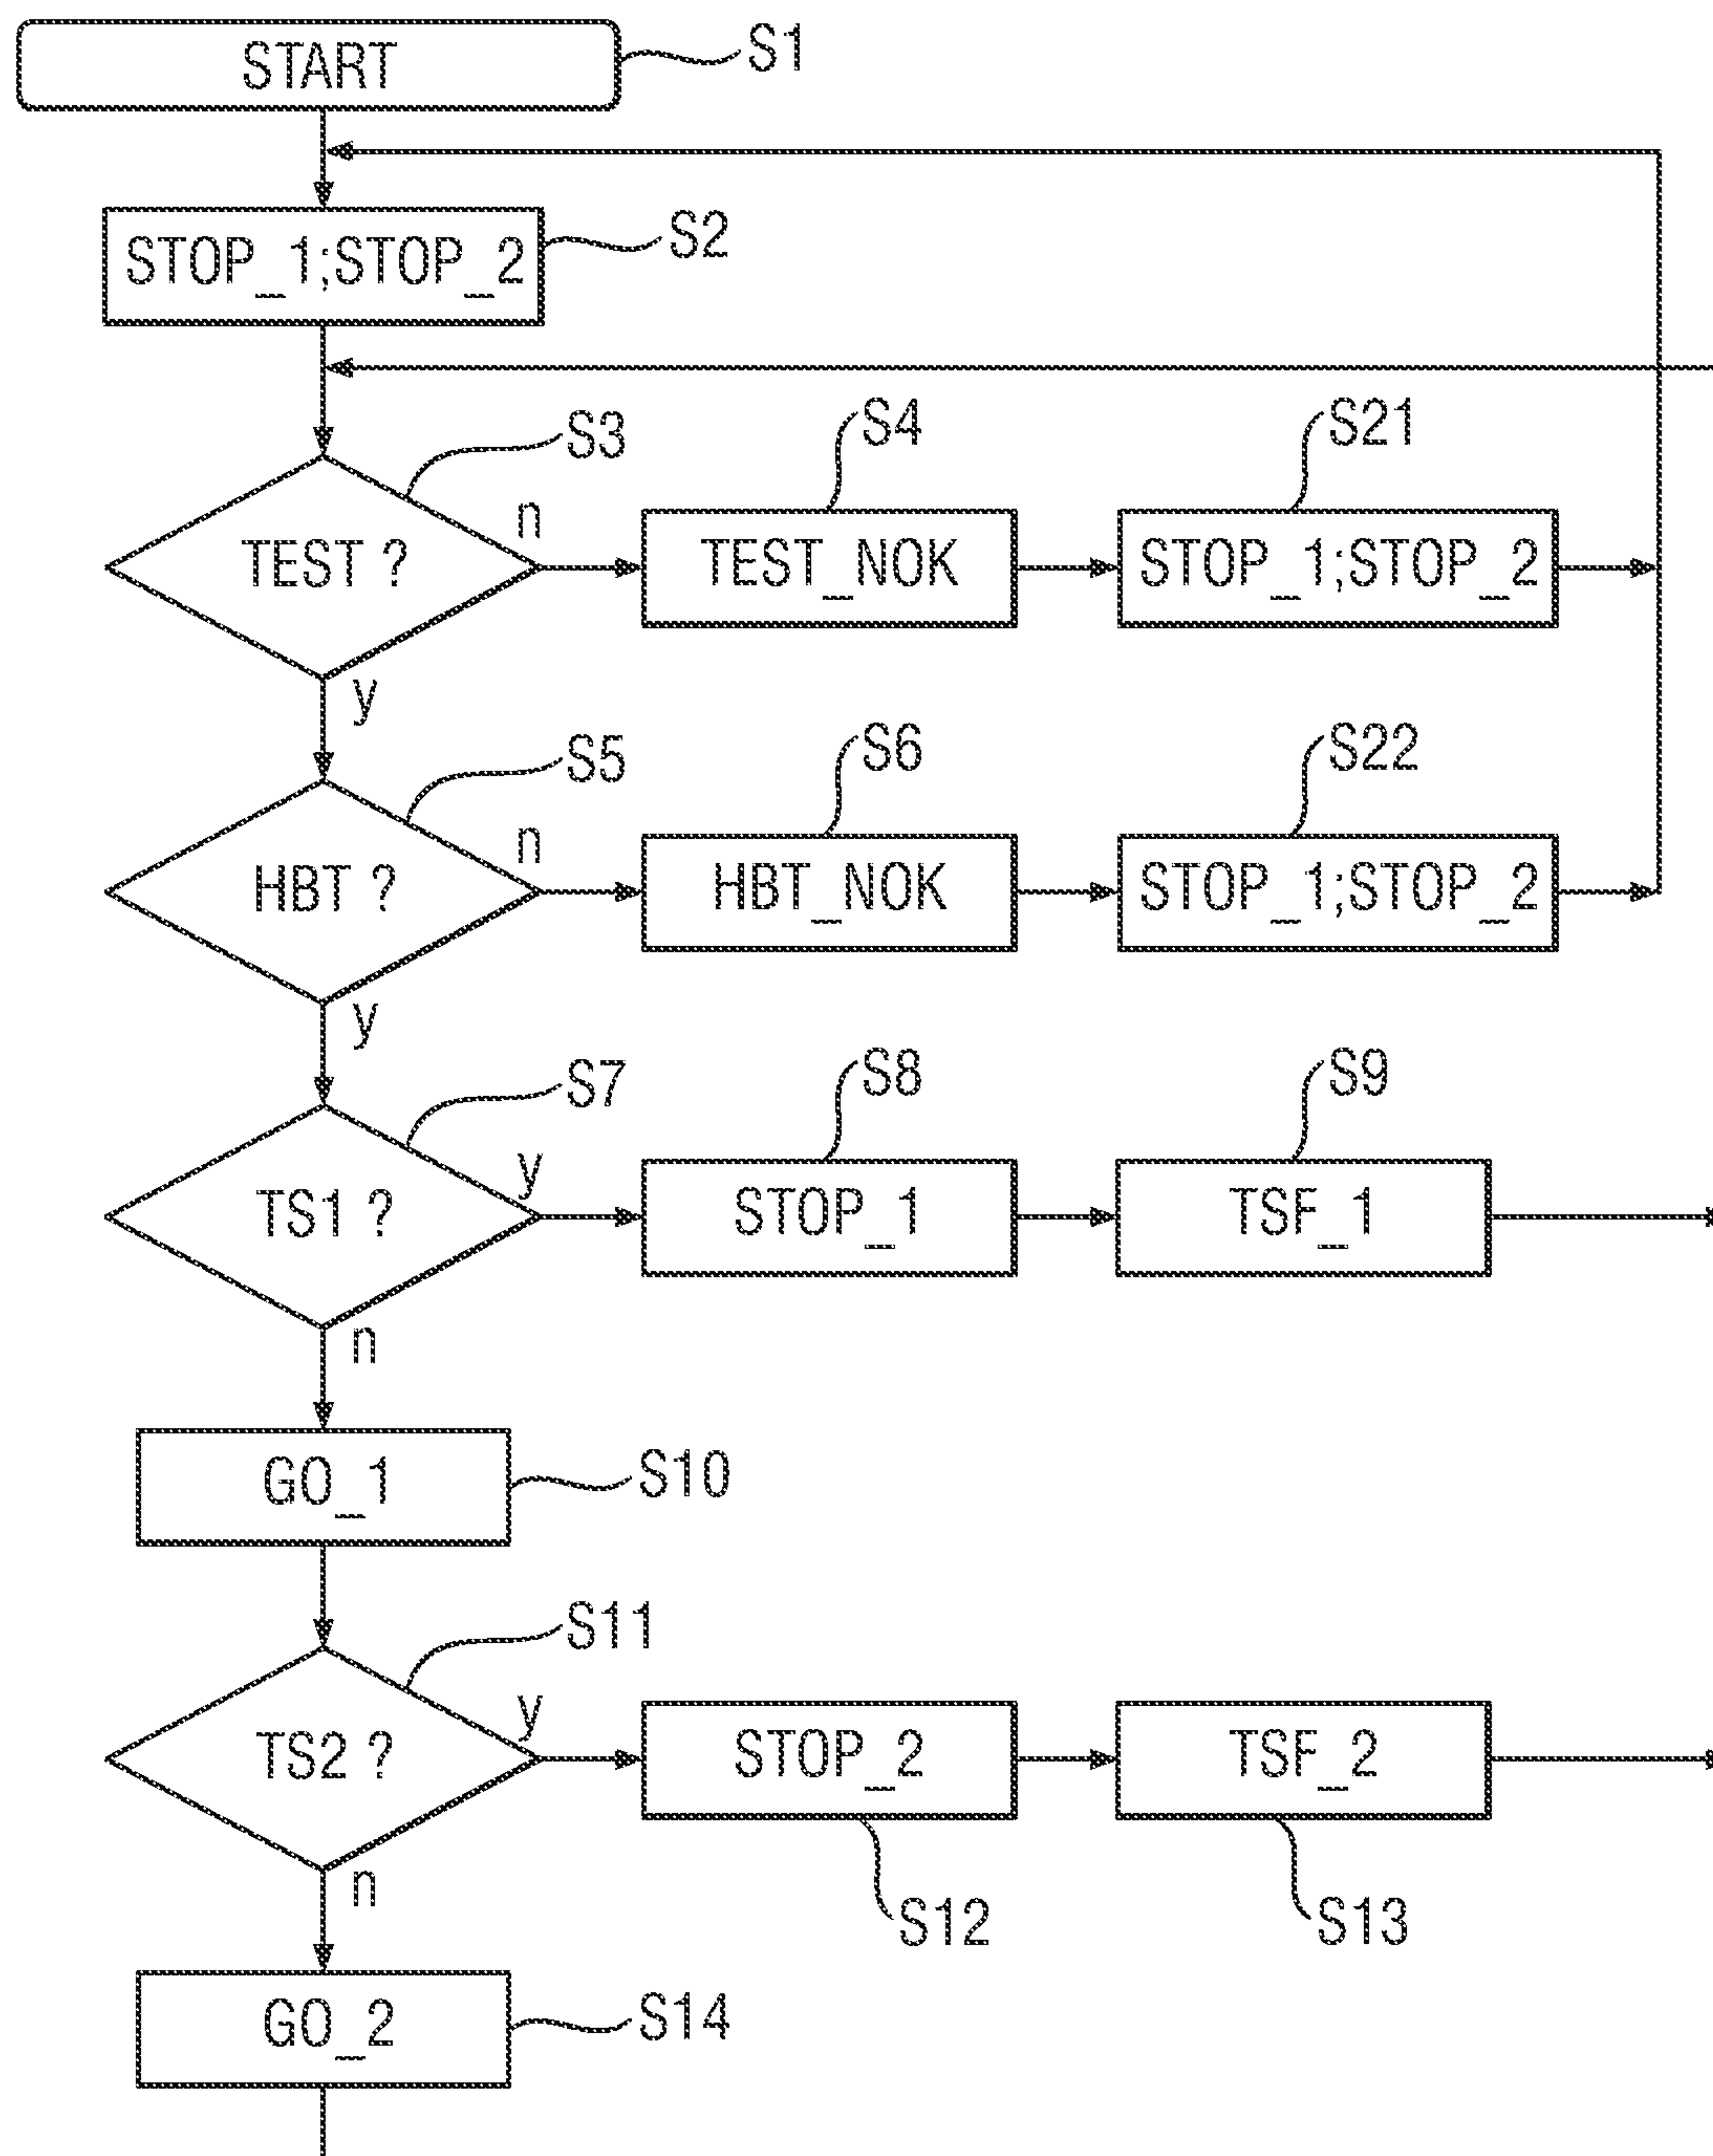 START
S1
STOP_1;STOP_2
S2
S3
S4
S21
TEST ?
n
TEST_NOK
STOP_1;STOP_2
y
S5
S6
S22
HBT ?
n
HBT_NOK
STOP_1;STOP_2
y
S7
S8
S9
TS1 ?
y
STOP_1
TSF_1
n
GO_1
S10
S11
TS2 ?
y
STOP_2
TSF_2
n
S12
S13
GO_2
S14